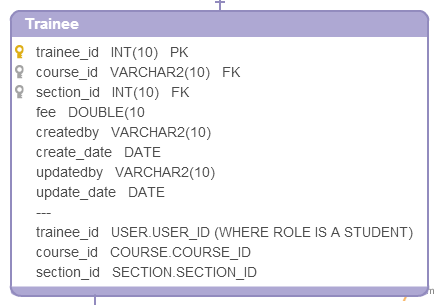 Trainee
trainee_id INT(10) PK
course_id VARCHAR2(10) FK
section_id INT(10) FK
fee DOUBLE(10
createdby VARCHAR2(10)
create_date DATE
updatedby VARCHAR2(10)
update_date DATE
---
trainee_id USER.USER_ID (WHERE ROLE IS A STUDENT)
course_id COURSE.COURSE_ID
section_id SECTION.SECTION_ID